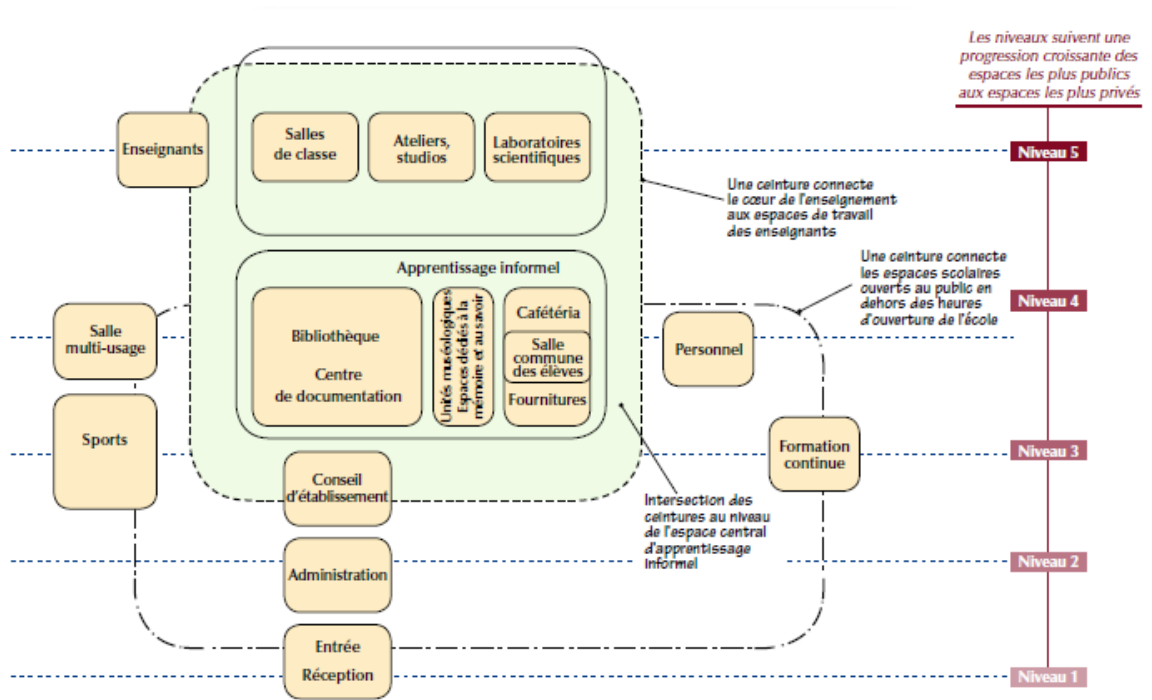 Les niveaux suivent une
progression croissante des
espaces les plus publics
aux espaces les plus privés
Enseignants
Salles
de classe
Ateliers,
studios
Laboratoires
scientifiques
Niveau 5
Une ceinture connecte
le cœur de l'enseignement
aux espaces de travail
des enseignants
Apprentissage informel
Une ceinture connecte
les espaces scolaires
ouverts au public en
dehors des heures
d'ouverture de l'école
Niveau 4
Salle
multi-usage
Bibliothèque
Centre
de documentation
Unités muséologiques
Espaces dédiés à la
mémoire et au savoir
Cafétéria
Salle
commune
des élèves
Fournitures
Personnel
Sports
Formation
continue
Niveau 3
Conseil
d'établissement
Intersection des
ceintures au niveau
de l'espace central
d'apprentissage
informel
Administration
Niveau 2
Entrée
Réception
Niveau 1